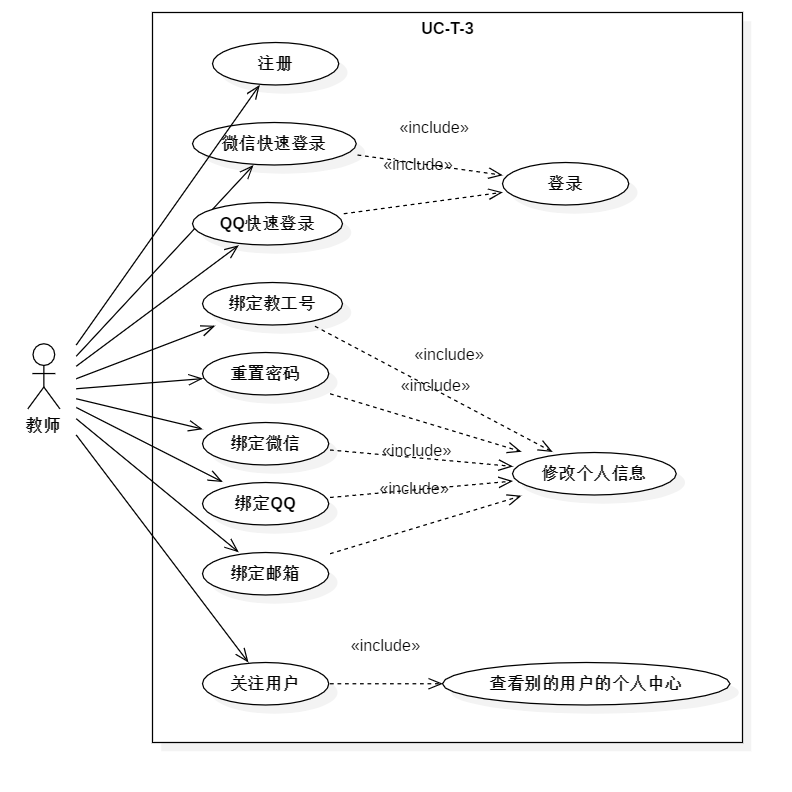 UC-T-3
注册
微信快速登录
«include»
«include»
登录
QQ快速登录
绑定教工号
«include»
重置密码
«include»
教师
绑定微信
«include»
修改个人信息
«include»
绑定QQ
绑定邮箱
«include»
关注用户
查看别的用户的个人中心